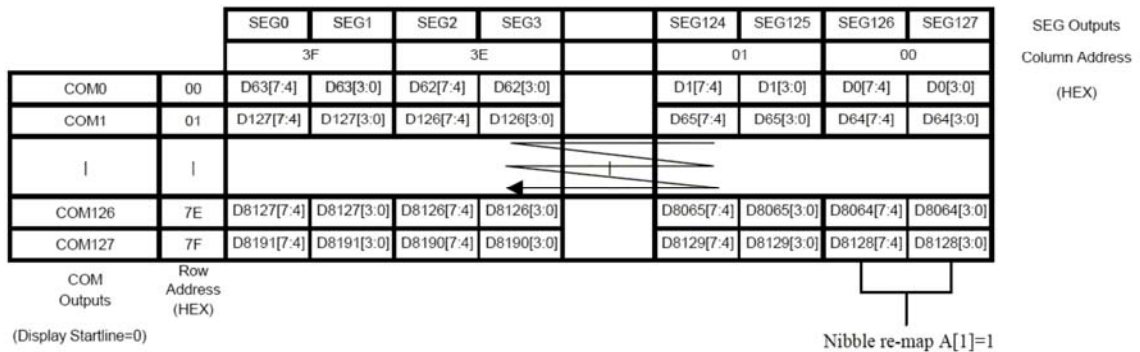 SEG0 SEG1 SEG2 SEG3 SEG124 SEG125 SEG126 SEG127 SEG Outputs
3F 3E 01 00 Column Address
COM0 00 D63[7:4] D63[3:0] D62[7:4] D62[3:0] D1[7:4] D1[3:0] D0[7:4] D0[3:0] (HEX)
COM1 01 D127[7:4] D127[3:0] D126[7:4] D126[3:0] D65[7:4] D65[3:0] D64[7:4] D64[3:0]
| | |
COM126 7E D8127[7:4] D8127[3:0] D8126[7:4] D8126[3:0] D8065[7:4] D8065[3:0] D8064[7:4] D8064[3:0]
COM127 7F D8191[7:4] D8191[3:0] D8190[7:4] D8190[3:0] D8129[7:4] D8129[3:0] D8128[7:4] D8128[3:0]
COM
Outputs
Row
Address
(HEX)
(Display Startline=0)
Nibble re-map A[1]=1